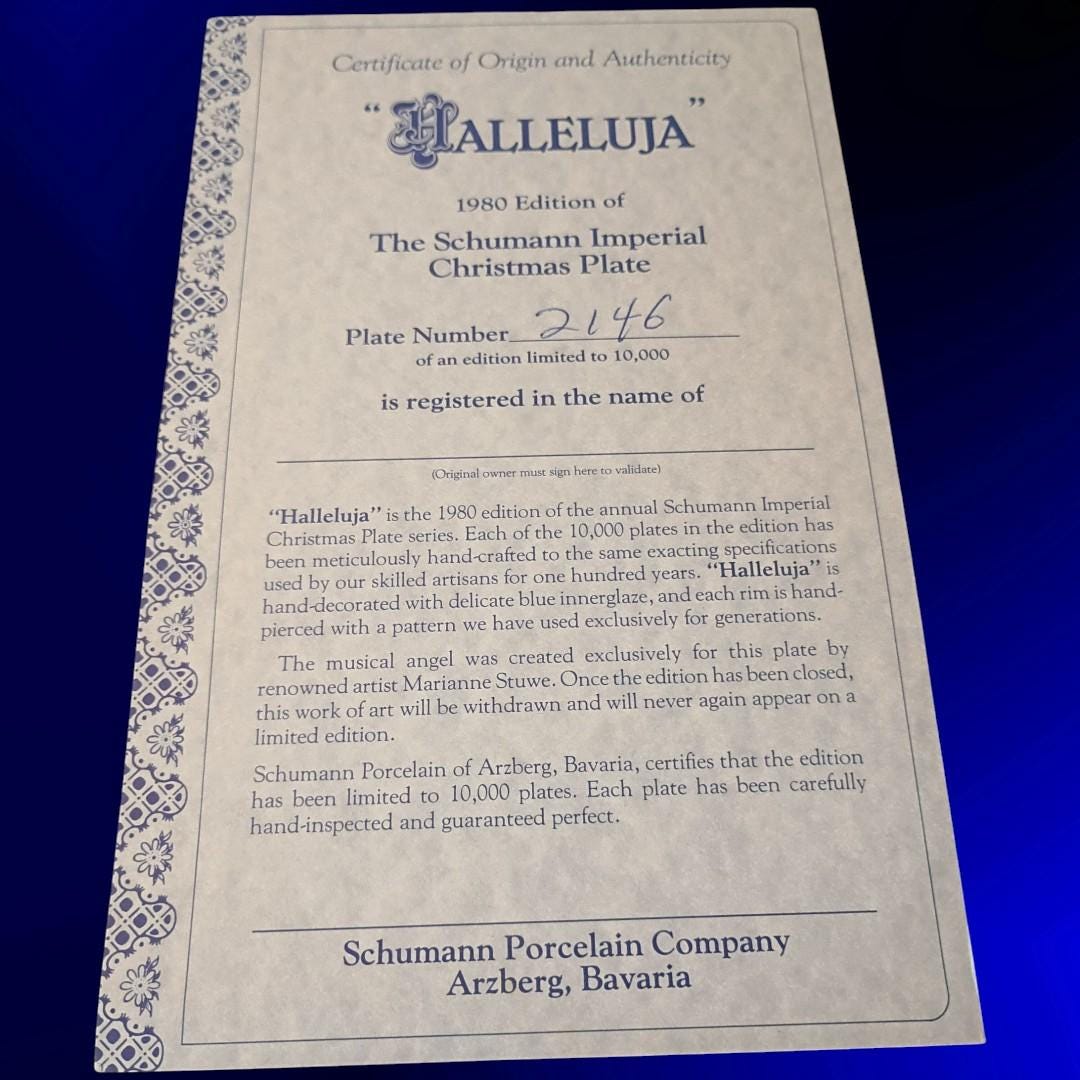 Certificate of Origin and Authenticity
"HALLELUJA"
1980 Edition of
The Schumann Imperial
Christmas Plate
Plate Number 2146
of an edition limited to 10,000
is registered in the name of
(Original owner must sign here to validate)
"Halleluja" is the 1980 edition of the annual Schumann Imperial
Christmas Plate series. Each of the 10,000 plates in the edition has
been meticulously hand-crafted to the same exacting specifications
used by our skilled artisans for one hundred years. "Halleluja" is
hand-decorated with delicate blue innerglaze, and each rim is hand-
pierced with a pattern we have used exclusively for generations.
The musical angel was created exclusively for this plate by
renowned artist Marianne Stuwe. Once the edition has been closed,
this work of art will be withdrawn and will never again appear on a
limited edition.
Schumann Porcelain of Arzberg, Bavaria, certifies that the edition
has been limited to 10,000 plates. Each plate has been carefully
hand-inspected and guaranteed perfect.
Schumann Porcelain Company
Arzberg, Bavaria